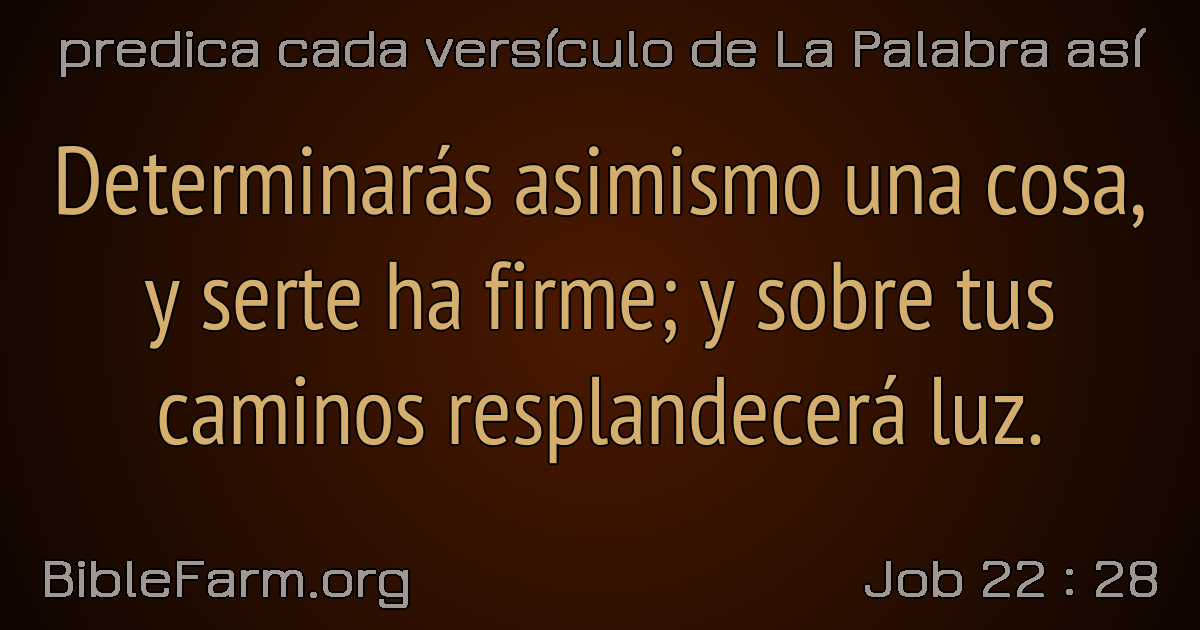 predica cada versículo de La Palabra así
Determinarás asimismo una cosa,
y serte ha firme; y sobre tus
caminos resplandecerá luz.
BibleFarm.org
Job 22 : 28